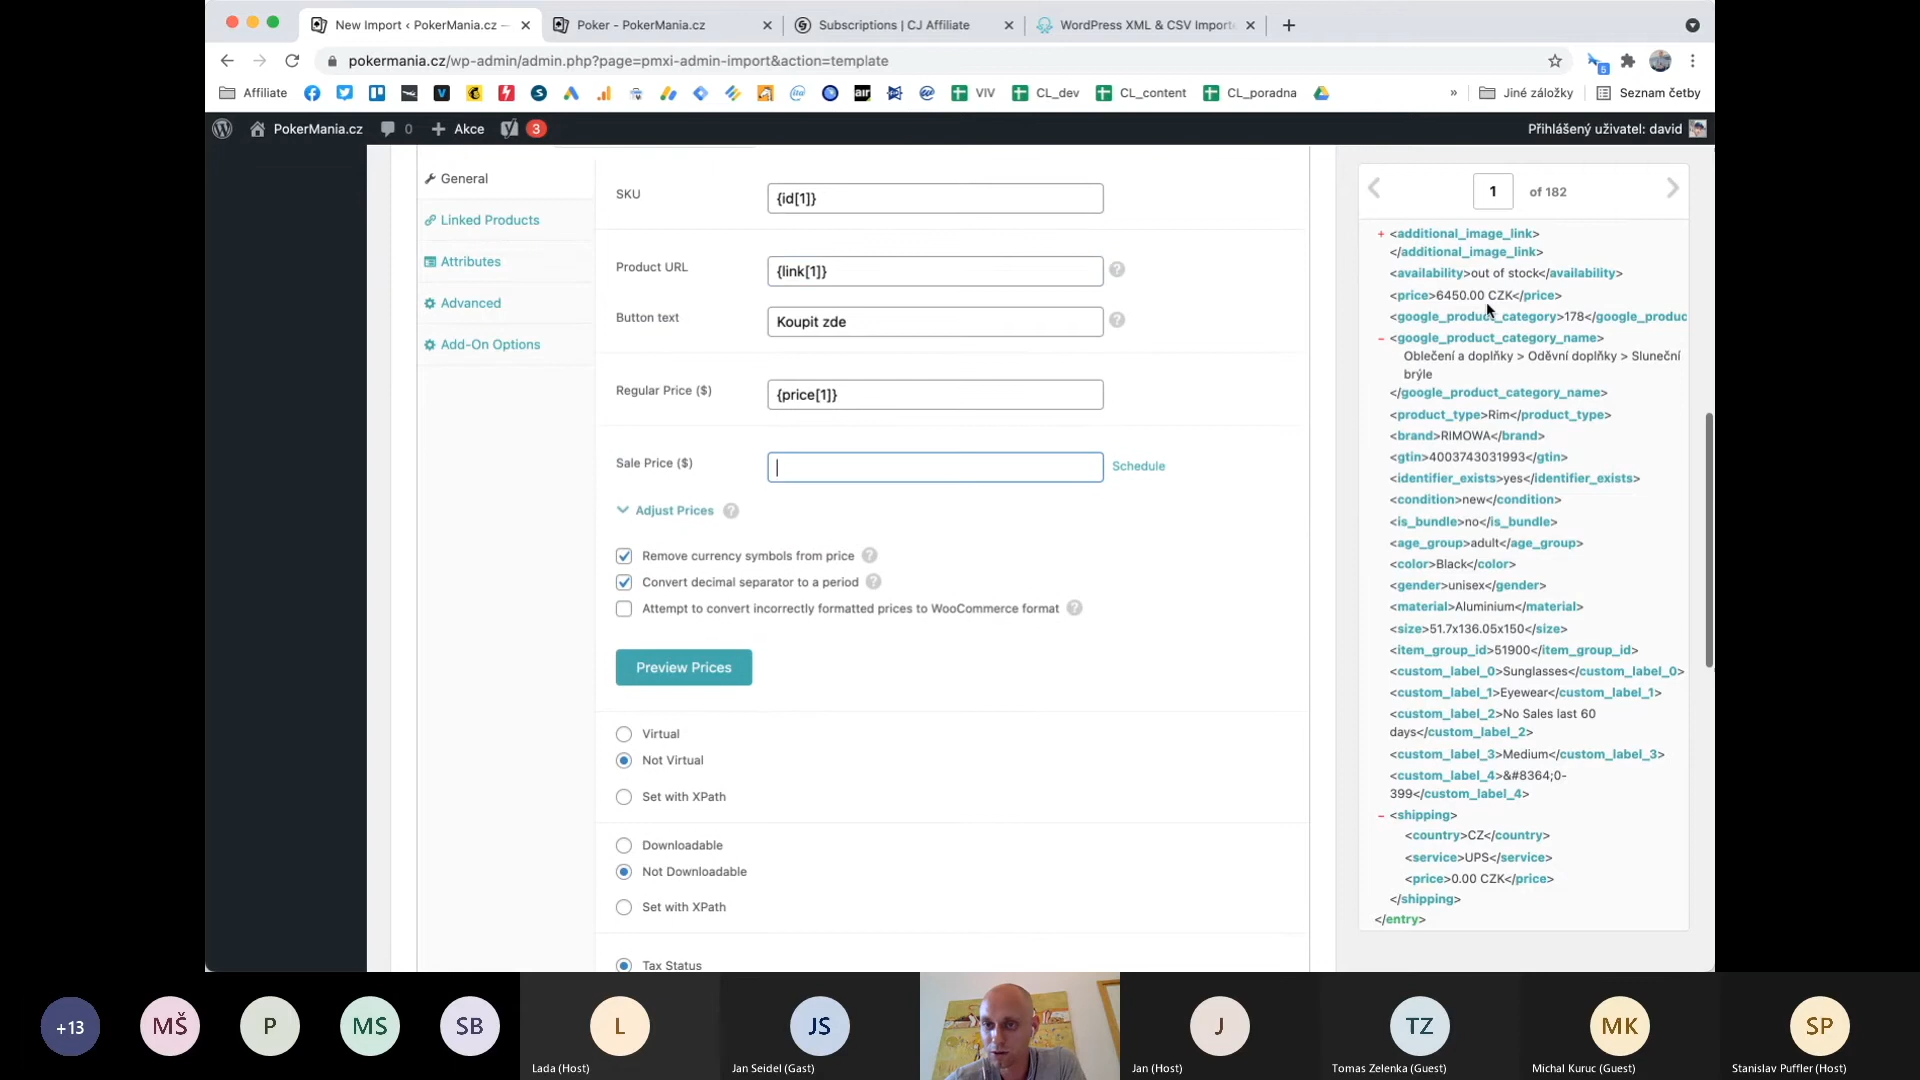 New Import ‹ PokerMania.cz —
Poker - PokerMania.cz
Subscriptions | CJ Affiliate
WordPress XML & CSV Importe
pokermania.cz/wp-admin/admin.php?page=pmxi-admin-import&action=template
5
Affiliate
air
VIV
CL_dev
CL_content
CL_poradna
»
Jiné záložky
Seznam četby
PokerMania.cz
0
Akce
3
Přihlášený uživatel: david
General
Linked Products
Attributes
Advanced
Add-On Options
SKU
{id[1]}
Product URL
{link[1]}
Button text
Koupit zde
Regular Price ($)
{price[1]}
Sale Price ($)
Schedule
Adjust Prices
Remove currency symbols from price
Convert decimal separator to a period
Attempt to convert incorrectly formatted prices to WooCommerce format
Preview Prices
Virtual
Not Virtual
Set with XPath
Downloadable
Not Downloadable
Set with XPath
Tax Status
1 of 182
+ <additional_image_link>
</additional_image_link>
<availability>out of stock</availability>
<price>6450.00 CZK</price>
<google_product_category>178</google_produc
− <google_product_category_name>
Oblečení a doplňky > Oděvní doplňky > Sluneční
brýle
</google_product_category_name>
<product_type>Rim</product_type>
<brand>RIMOWA</brand>
<gtin>4003743031993</gtin>
<identifier_exists>yes</identifier_exists>
<condition>new</condition>
<is_bundle>no</is_bundle>
<age_group>adult</age_group>
<color>Black</color>
<gender>unisex</gender>
<material>Aluminium</material>
<size>51.7x136.05x150</size>
<item_group_id>51900</item_group_id>
<custom_label_0>Sunglasses</custom_label_0>
<custom_label_1>Eyewear</custom_label_1>
<custom_label_2>No Sales last 60
days</custom_label_2>
<custom_label_3>Medium</custom_label_3>
<custom_label_4>&#8364;0-
399</custom_label_4>
− <shipping>
<country>CZ</country>
<service>UPS</service>
<price>0.00 CZK</price>
</shipping>
</entry>
+13
MŠ
P
MS
SB
L
Lada (Host)
JS
Jan Seidel (Gast)
J
Jan (Host)
TZ
Tomas Zelenka (Guest)
MK
Michal Kuruc (Guest)
SP
Stanislav Puffler (Host)